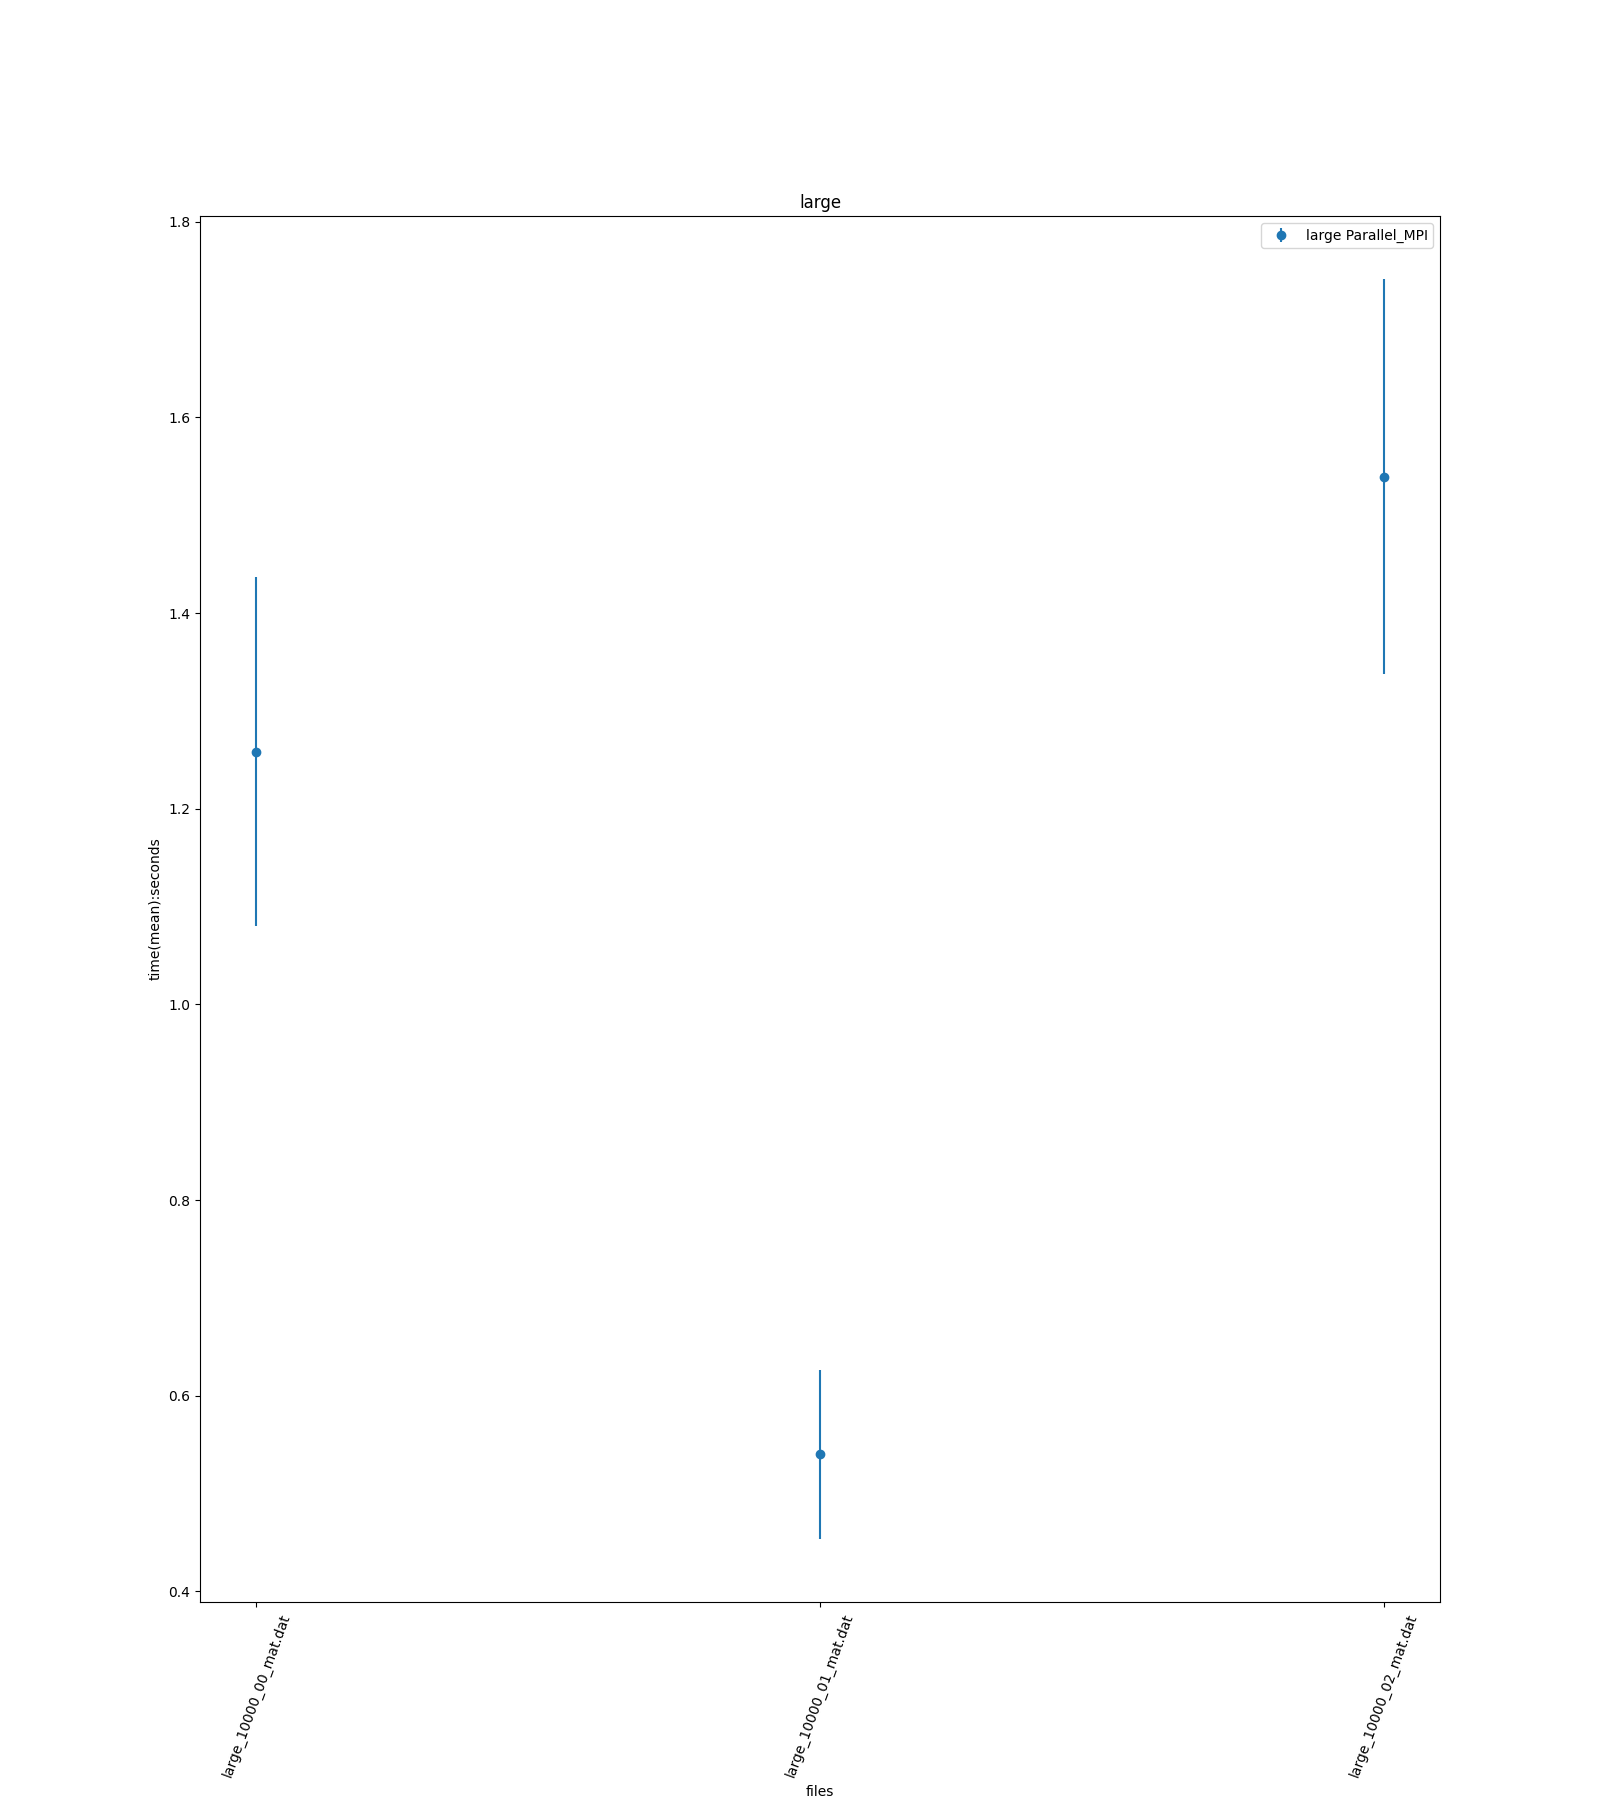 large
large Parallel_MPI
1.8
1.6
1.4
1.2
1.0
0.8
0.6
0.4
time(mean):seconds
large_10000_00_mat.dat
large_10000_01_mat.dat
large_10000_02_mat.dat
files